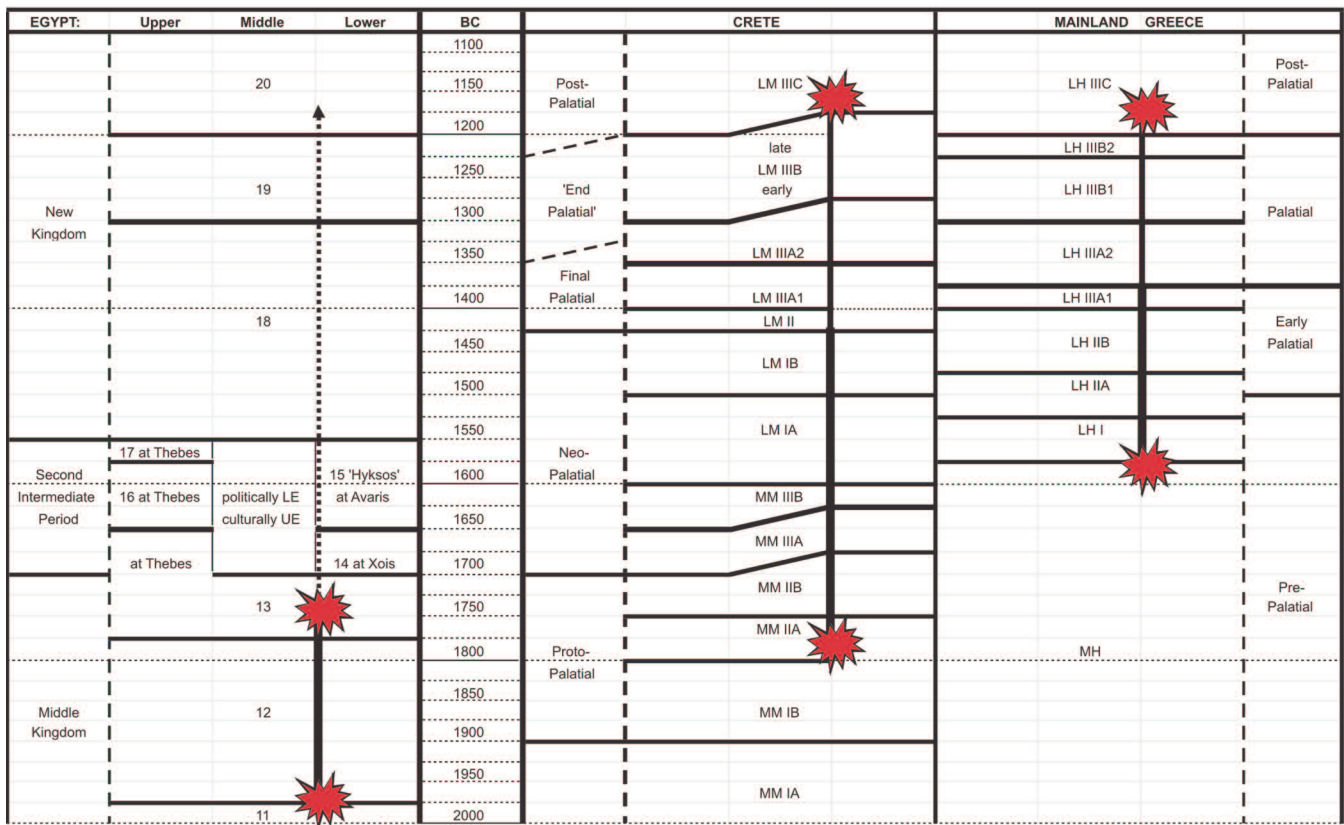 EGYPT: Upper Middle Lower BC CRETE MAINLAND GREECE
1100
Post-
20 Post- 1150 LM IIIC LH IIIC Palatial
Palatial
1200
late LH IIIB2
1250 LM IIIB
19 'End early LH IIIB1
New Palatial' 1300 Palatial
Kingdom
1350 LM IIIA2 LH IIIA2
Final
Palatial 1400 LM IIIA1 LH IIIA1
18 LM II Early
1450 LH IIB Palatial
LM IB
1500 LH IIA
1550 LM IA LH I
17 at Thebes Neo-
Second 15 'Hyksos' 1600 Palatial
Intermediate 16 at Thebes politically LE at Avaris MM IIIB
Period culturally UE 1650
MM IIIA
at Thebes 14 at Xois 1700
MM IIB Pre-
13 1750 Palatial
MM IIA
1800 Proto- MH
Palatial
1850
Middle 12 MM IB
Kingdom 1900
1950
MM IA
11 2000